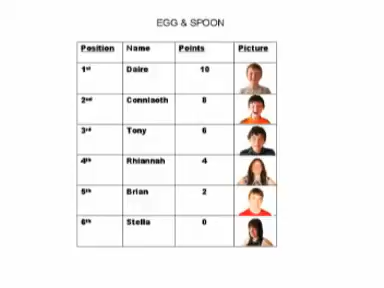 EGG & SPOON
Position Name Points Picture
1st Daire 10
2nd Conniaoth 8
3rd Tony 6
4th Rhiannah 4
5th Brian 2
6th Stella 0